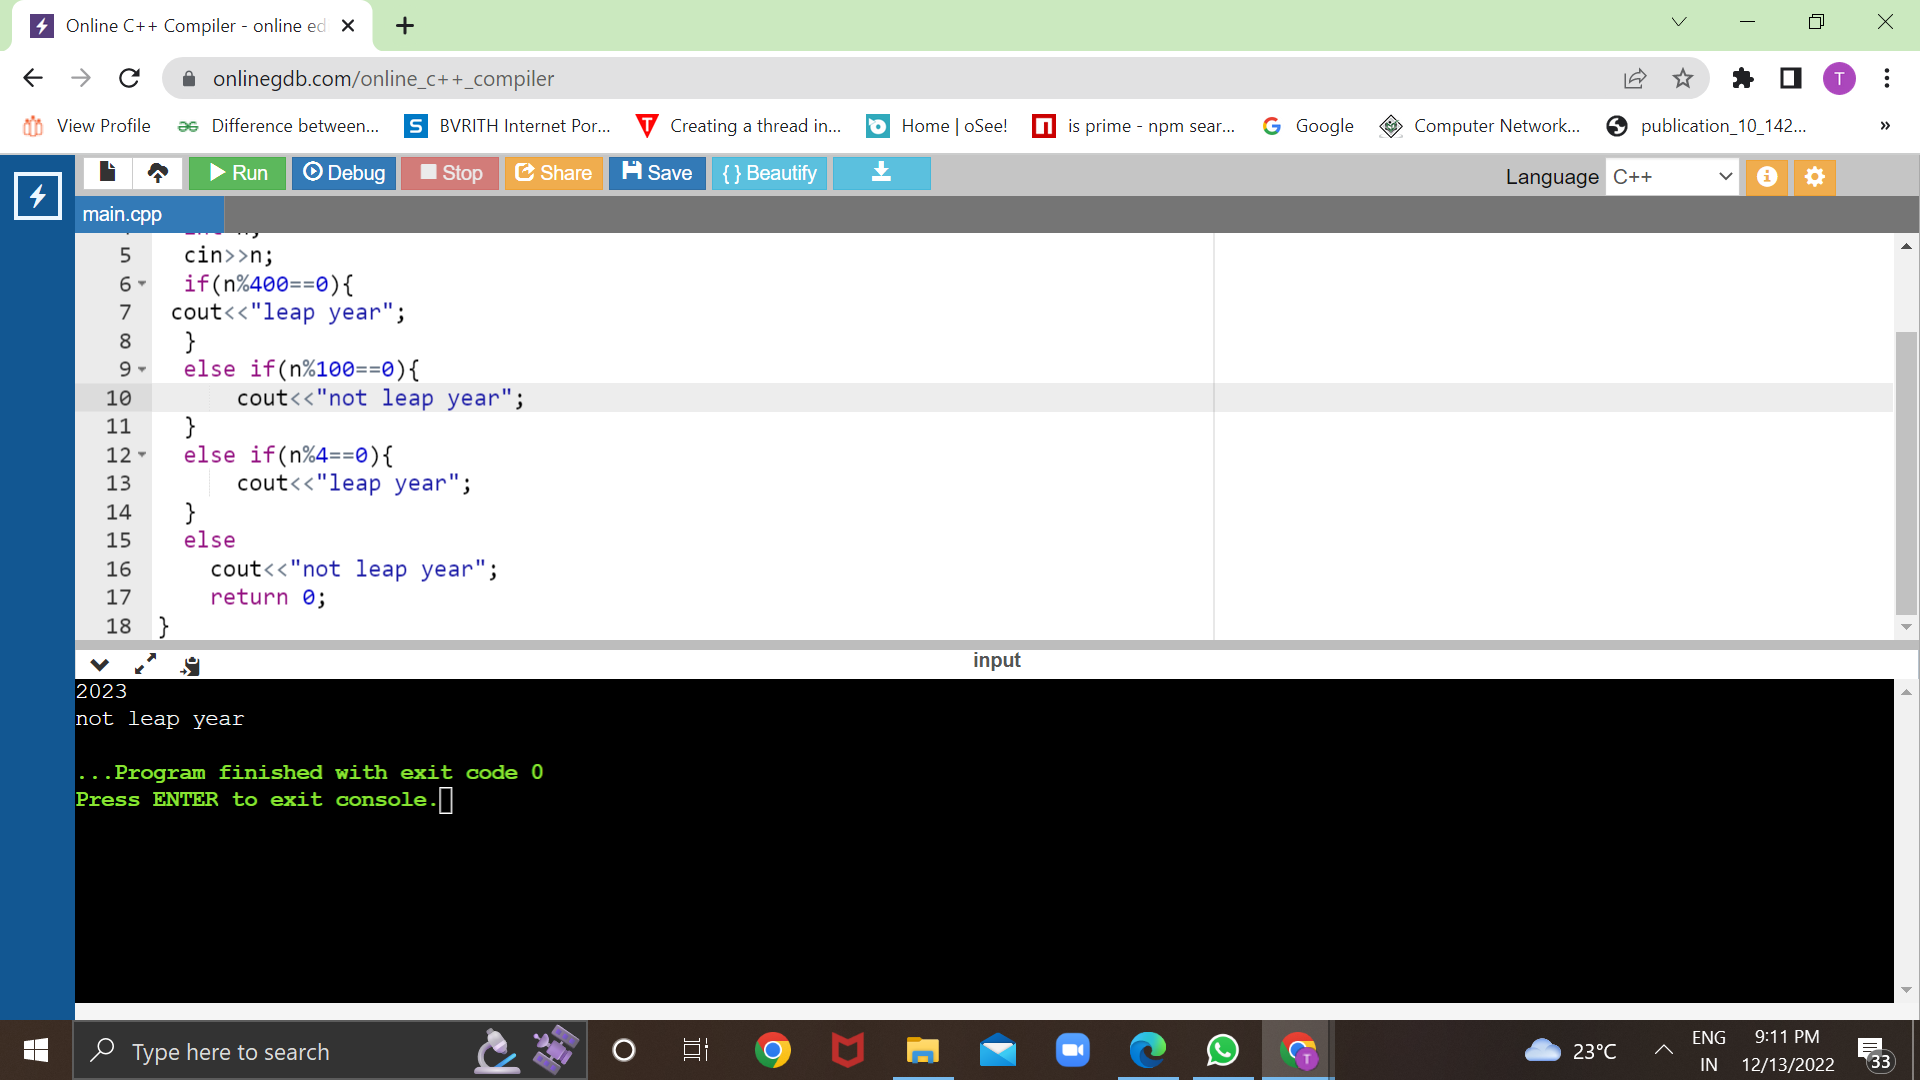 Online C++ Compiler - online ed
onlinegdb.com/online_c++_compiler
T
View Profile
Difference between...
BVRITH Internet Por...
Creating a thread in...
Home | oSee!
is prime - npm sear...
Google
Computer Network...
publication_10_142...
»
Run
Debug
Stop
Share
Save
{ } Beautify
Language C++
main.cpp
5 cin>>n;
6 if(n%400==0){
7 cout<<"leap year";
8 }
9 else if(n%100==0){
10 cout<<"not leap year";
11 }
12 else if(n%4==0){
13 cout<<"leap year";
14 }
15 else
16 cout<<"not leap year";
17 return 0;
18 }
input
2023
not leap year
...Program finished with exit code 0
Press ENTER to exit console.
Type here to search
23°C
ENG
IN
9:11 PM
12/13/2022
33